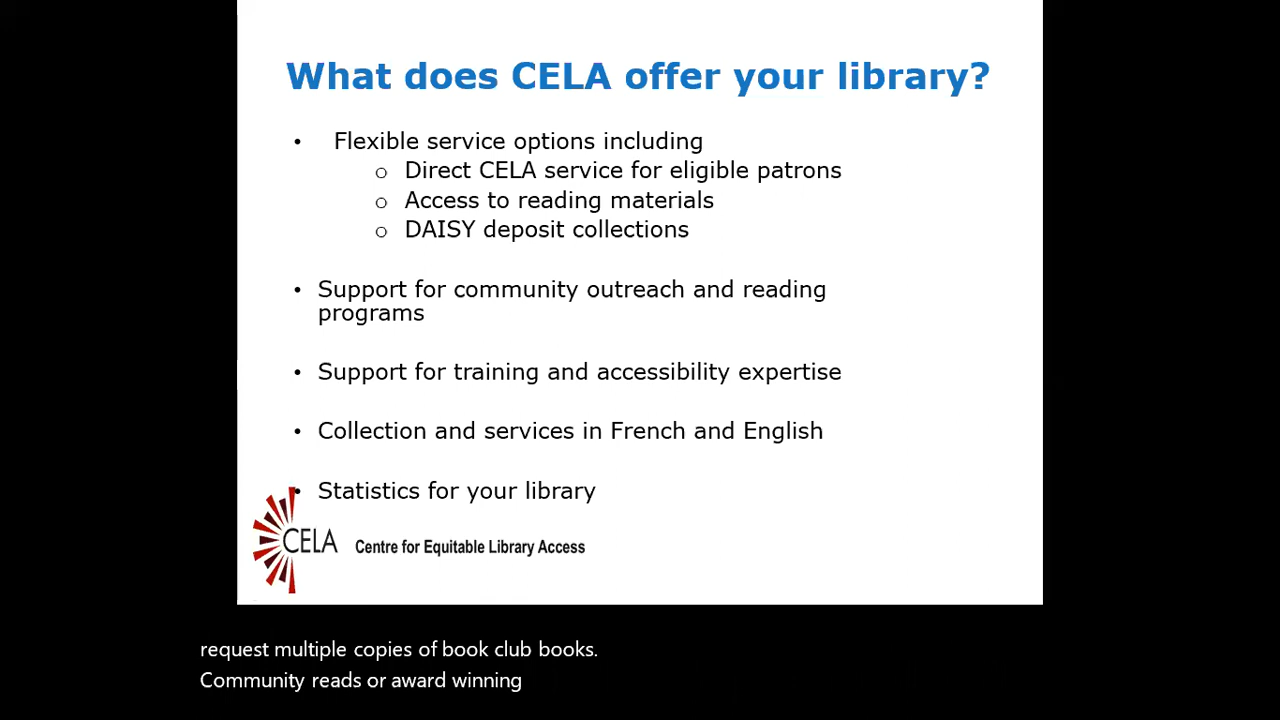 What does CELA offer your library?
• Flexible service options including
o Direct CELA service for eligible patrons
o Access to reading materials
o DAISY deposit collections
• Support for community outreach and reading
programs
• Support for training and accessibility expertise
• Collection and services in French and English
• Statistics for your library
CELA Centre for Equitable Library Access
request multiple copies of book club books.
Community reads or award winning